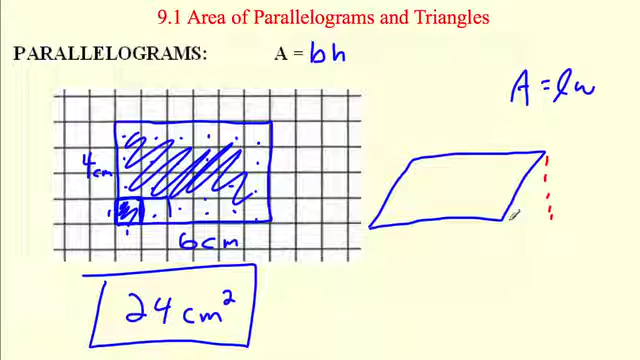 9.1 Area of Parallelograms and Triangles
PARALLELOGRAMS: A = bh
A = lw
4cm
6cm
24 cm²